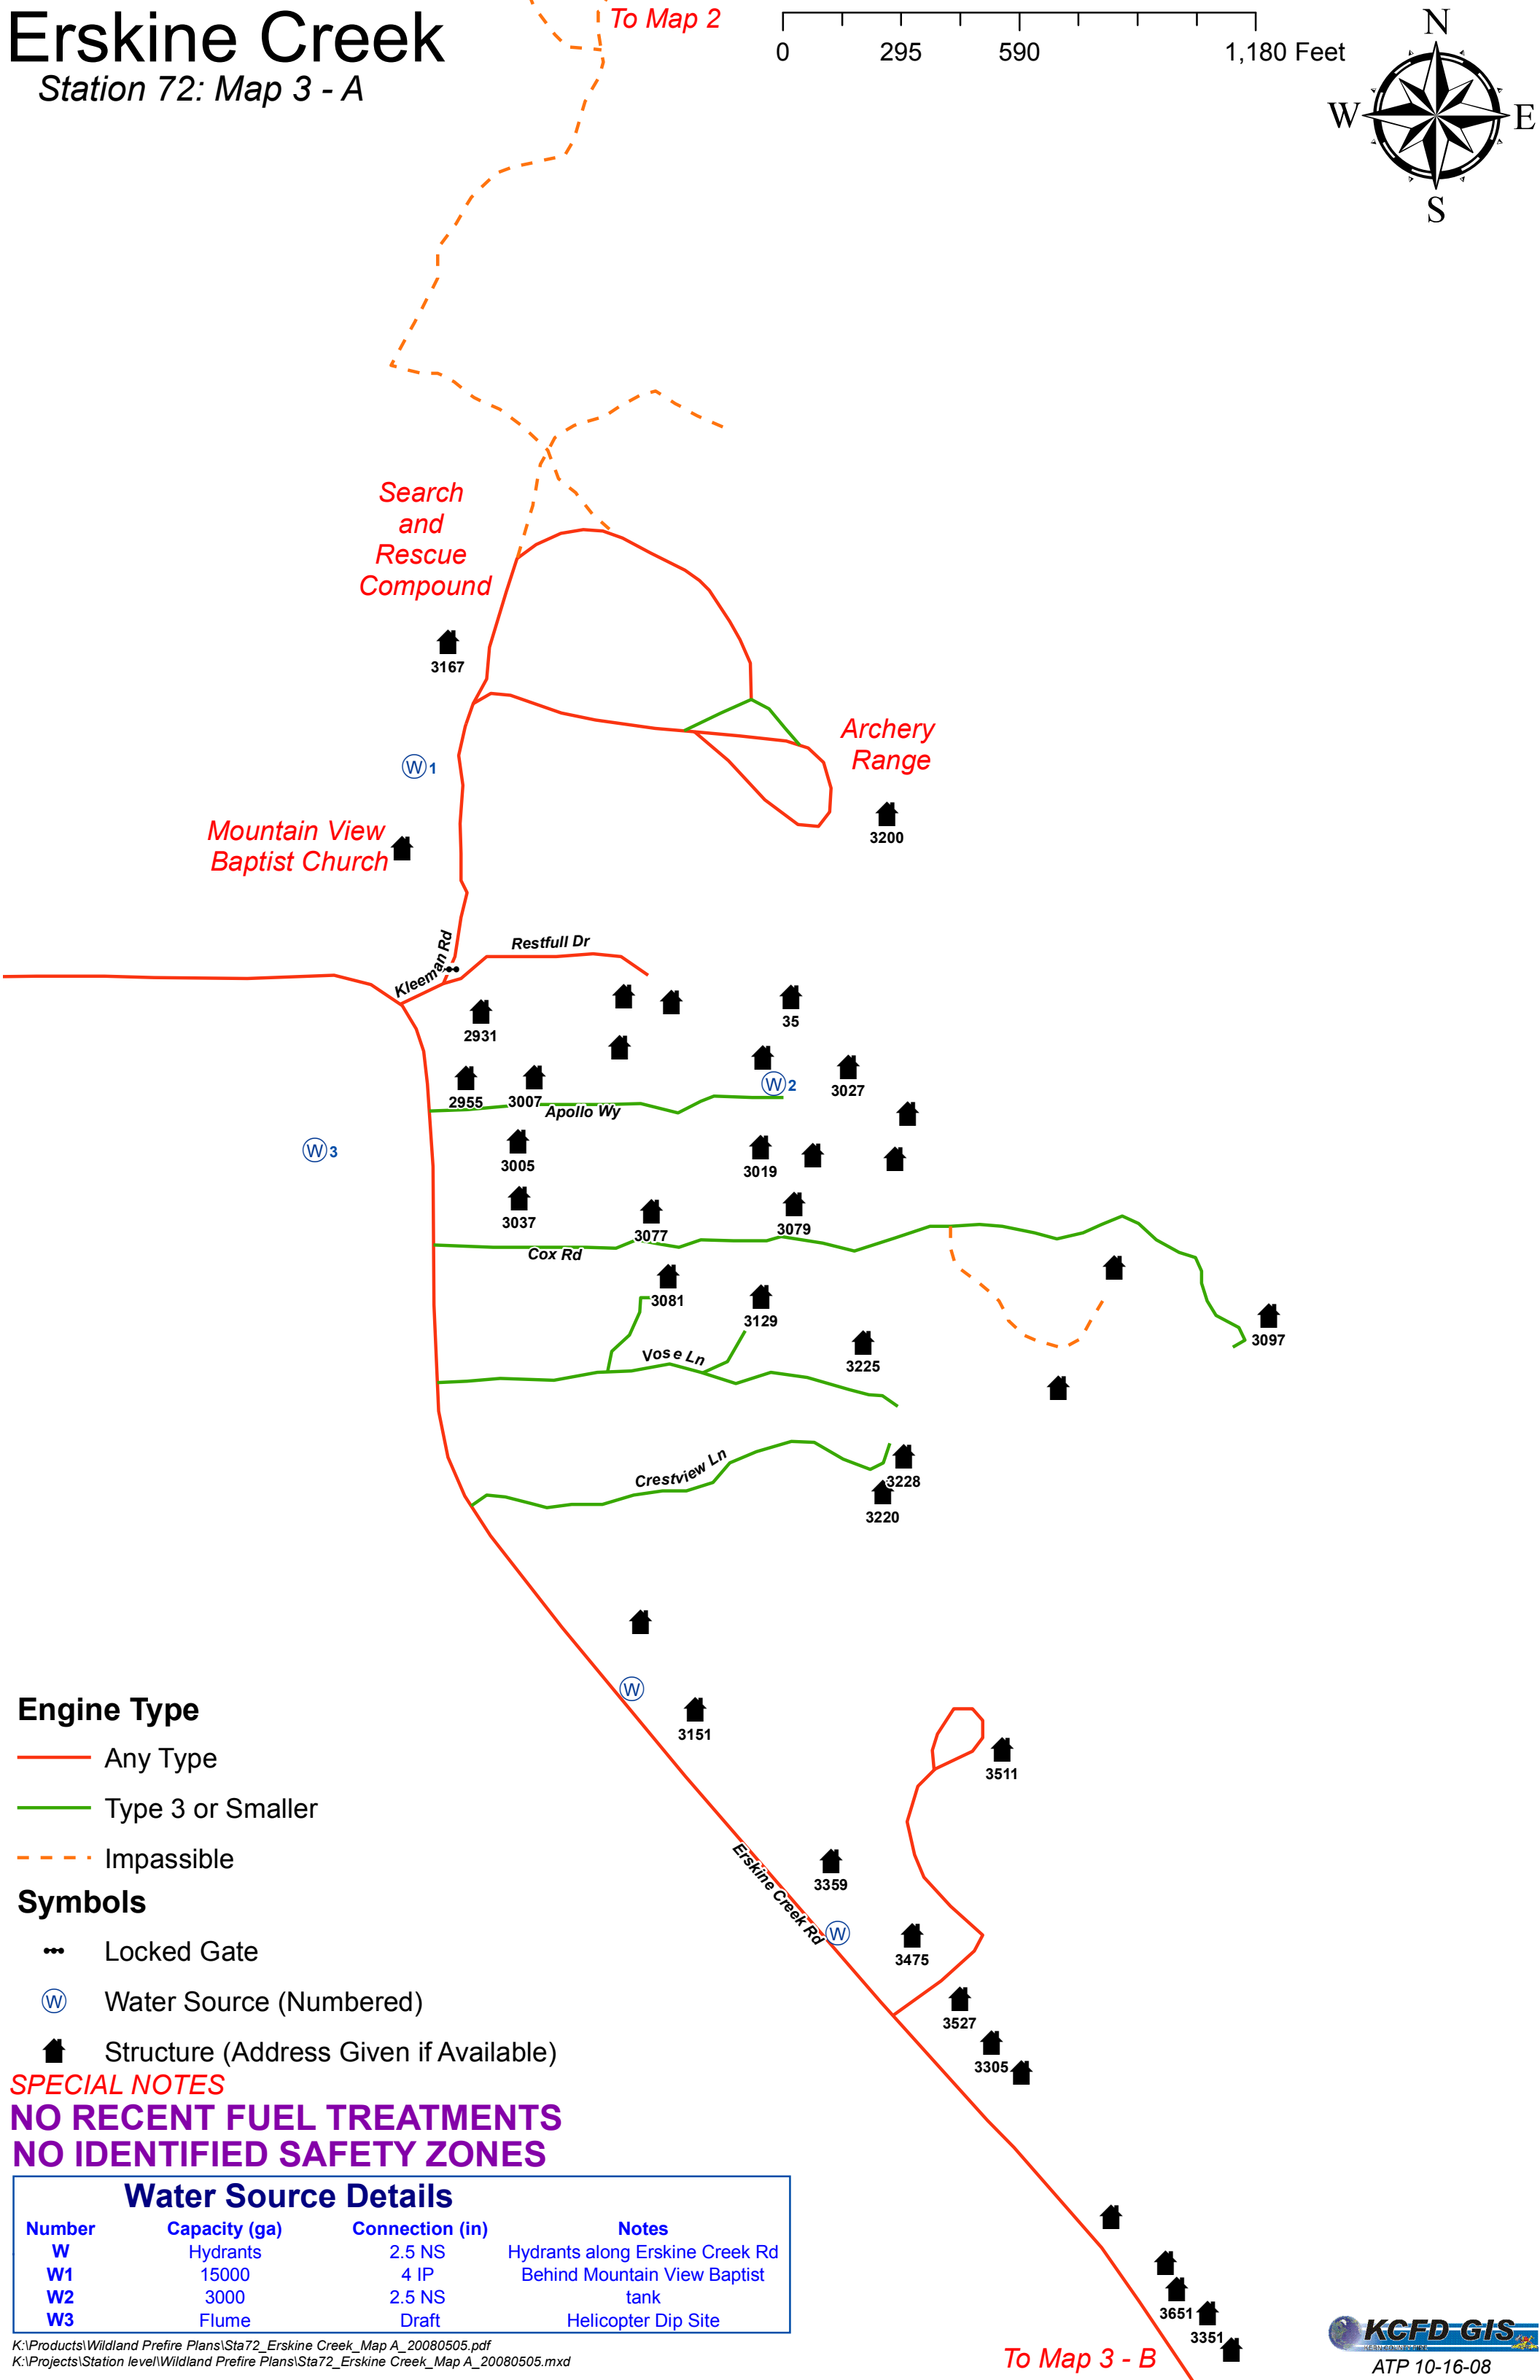 Erskine Creek
Station 72: Map 3 - A
To Map 2
0 295 590 1,180 Feet
N
W E
S
Search
and
Rescue
Compound
3167
Archery
Range
W 1
3200
Mountain View
Baptist Church
Kleeman Rd
Restfull Dr
2931
35
2955
3007
Apollo Wy
W 2
3027
W 3
3005
3019
3037
3077
3079
Cox Rd
3081
3129
3097
Vose Ln
3225
Crestview Ln
3228
3220
W
3151
3511
Erskine Creek Rd
3359
W
3475
3527
3305
3651
3351
To Map 3 - B
Engine Type
Any Type
Type 3 or Smaller
Impassible
Symbols
Locked Gate
W Water Source (Numbered)
Structure (Address Given if Available)
SPECIAL NOTES
NO RECENT FUEL TREATMENTS
NO IDENTIFIED SAFETY ZONES
Water Source Details
Number Capacity (ga) Connection (in) Notes
W Hydrants 2.5 NS Hydrants along Erskine Creek Rd
W1 15000 4 IP Behind Mountain View Baptist
W2 3000 2.5 NS tank
W3 Flume Draft Helicopter Dip Site
K:\Products\Wildland Prefire Plans\Sta72_Erskine Creek_Map A_20080505.pdf
K:\Projects\Station level\Wildland Prefire Plans\Sta72_Erskine Creek_Map A_20080505.mxd
KCFD GIS
ATP 10-16-08